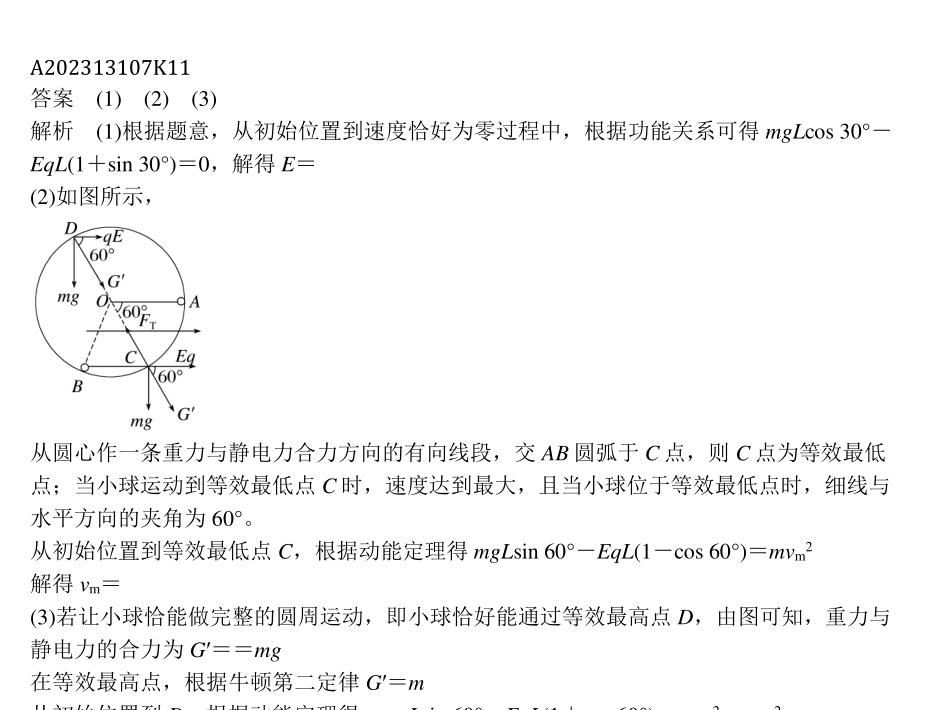 A202313107K11
答案 (1) (2) (3)
解析 (1)根据题意，从初始位置到速度恰好为零过程中，根据功能关系可得 mgLcos 30°－
EqL(1＋sin 30°)＝0，解得 E＝
(2)如图所示，
D
qE
60°
G′
mg
O
A
60°
FT
C
Eq
B
60°
mg
G′
从圆心作一条重力与静电力合力方向的有向线段，交 AB 圆弧于 C 点，则 C 点为等效最低
点；当小球运动到等效最低点 C 时，速度达到最大，且当小球位于等效最低点时，细线与
水平方向的夹角为 60°。
从初始位置到等效最低点 C，根据动能定理得 mgLsin 60°－EqL(1－cos 60°)＝mvm²
解得 vm＝
(3)若让小球恰能做完整的圆周运动，即小球恰好能通过等效最高点 D，由图可知，重力与
静电力的合力为 G′＝＝mg
在等效最高点，根据牛顿第二定律 G′＝m